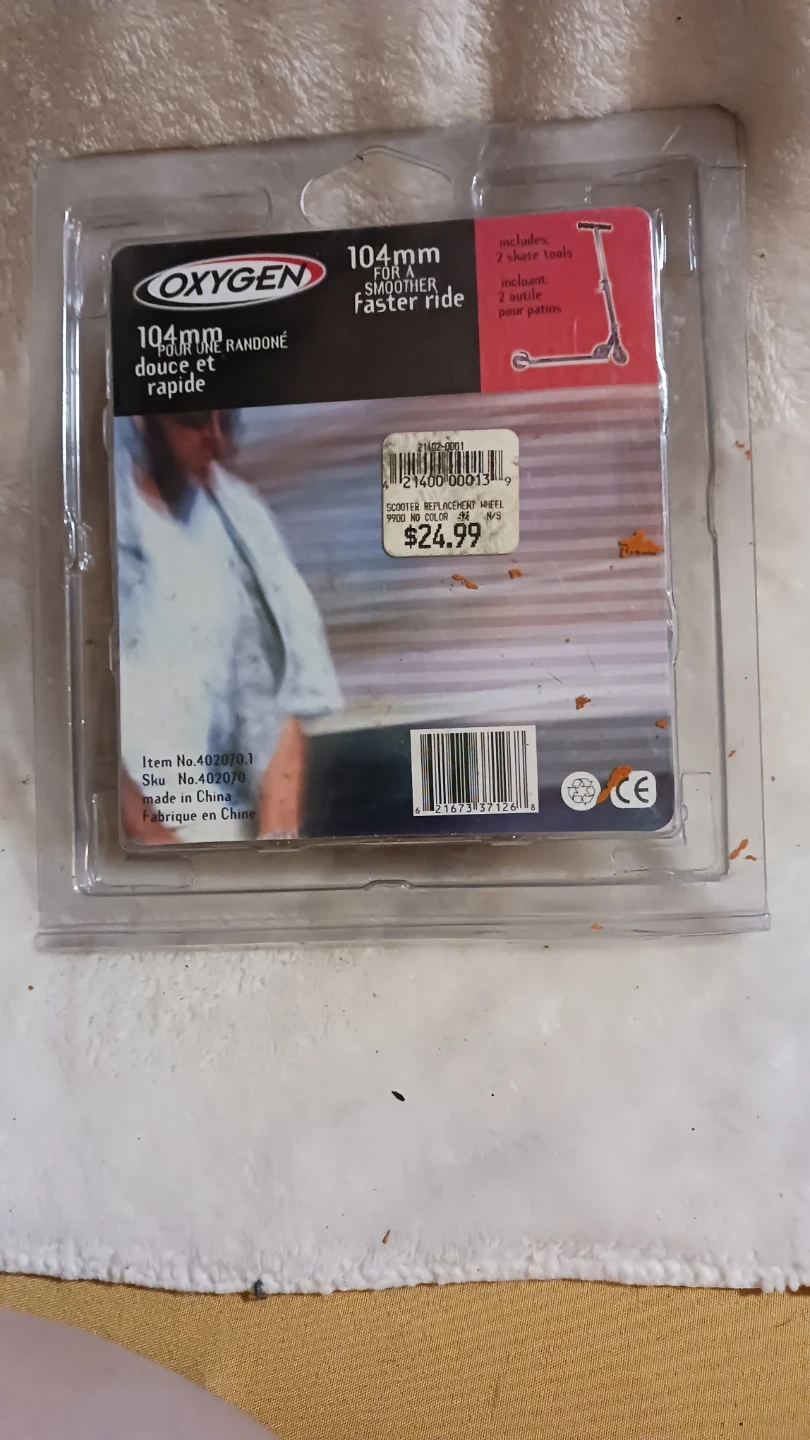 OXYGEN
104mm
FOR A
SMOOTHER
faster ride
104mm
POUR UNE RANDONÉ
douce et
rapide
includes:
2 skate tools
incluant:
2 outile
pour patins
21402-0001
4 21400 00013 9
SCOOTER REPLACEMENT WHEEL
9900 NO COLOR N/S
$24.99
Item No.402070.1
Sku No.402070
made in China
Fabrique en Chine
6 21673 37126 8
CE